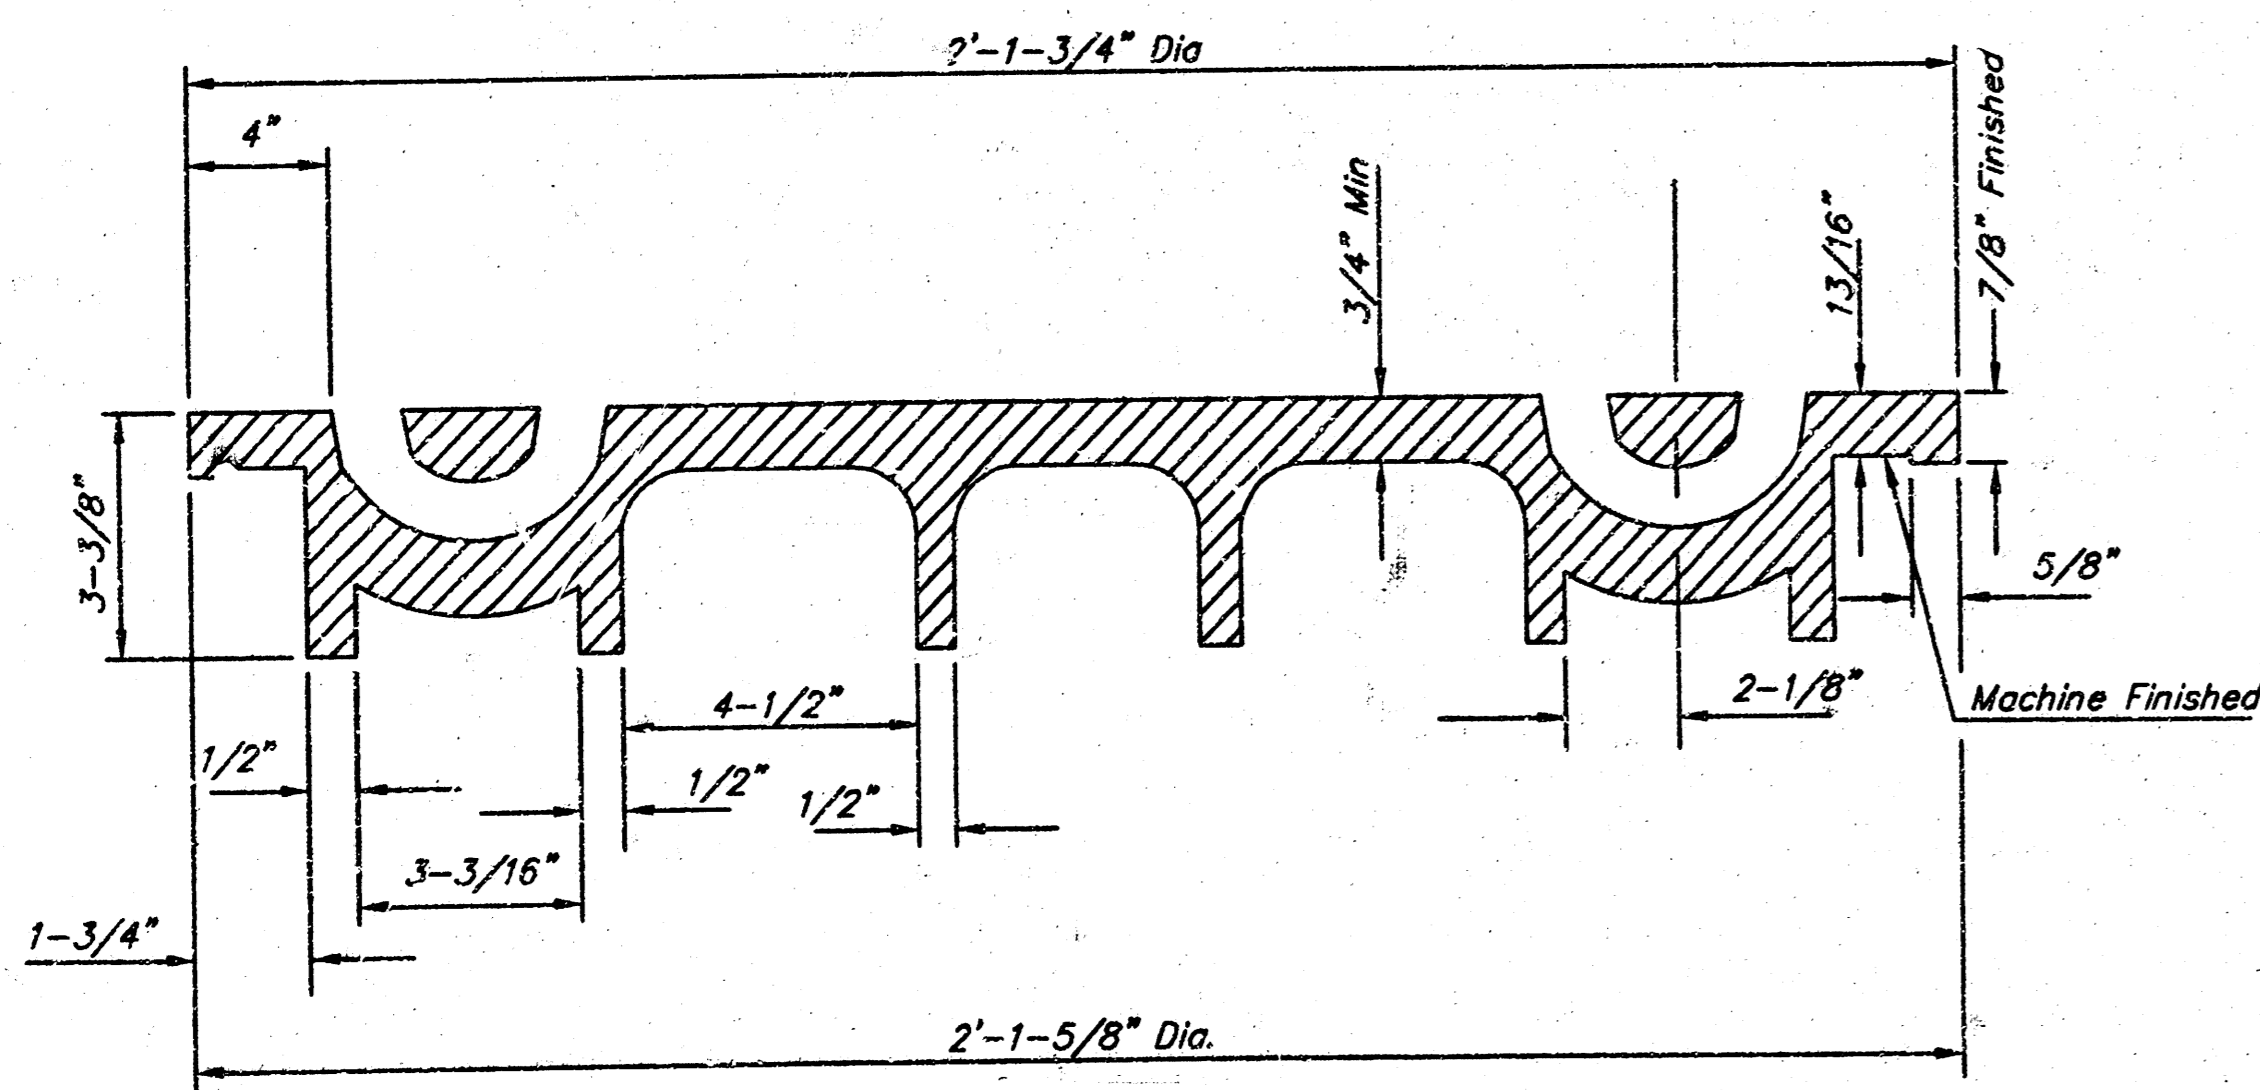 2'-1-3/4" Dia
4"
3/4" Min
13/16"
7/8" Finished
3-3/8"
5/8"
4-1/2"
2-1/8"
Machine Finished
1/2"
1/2"
1/2"
3-3/16"
1-3/4"
2'-1-5/8" Dia.